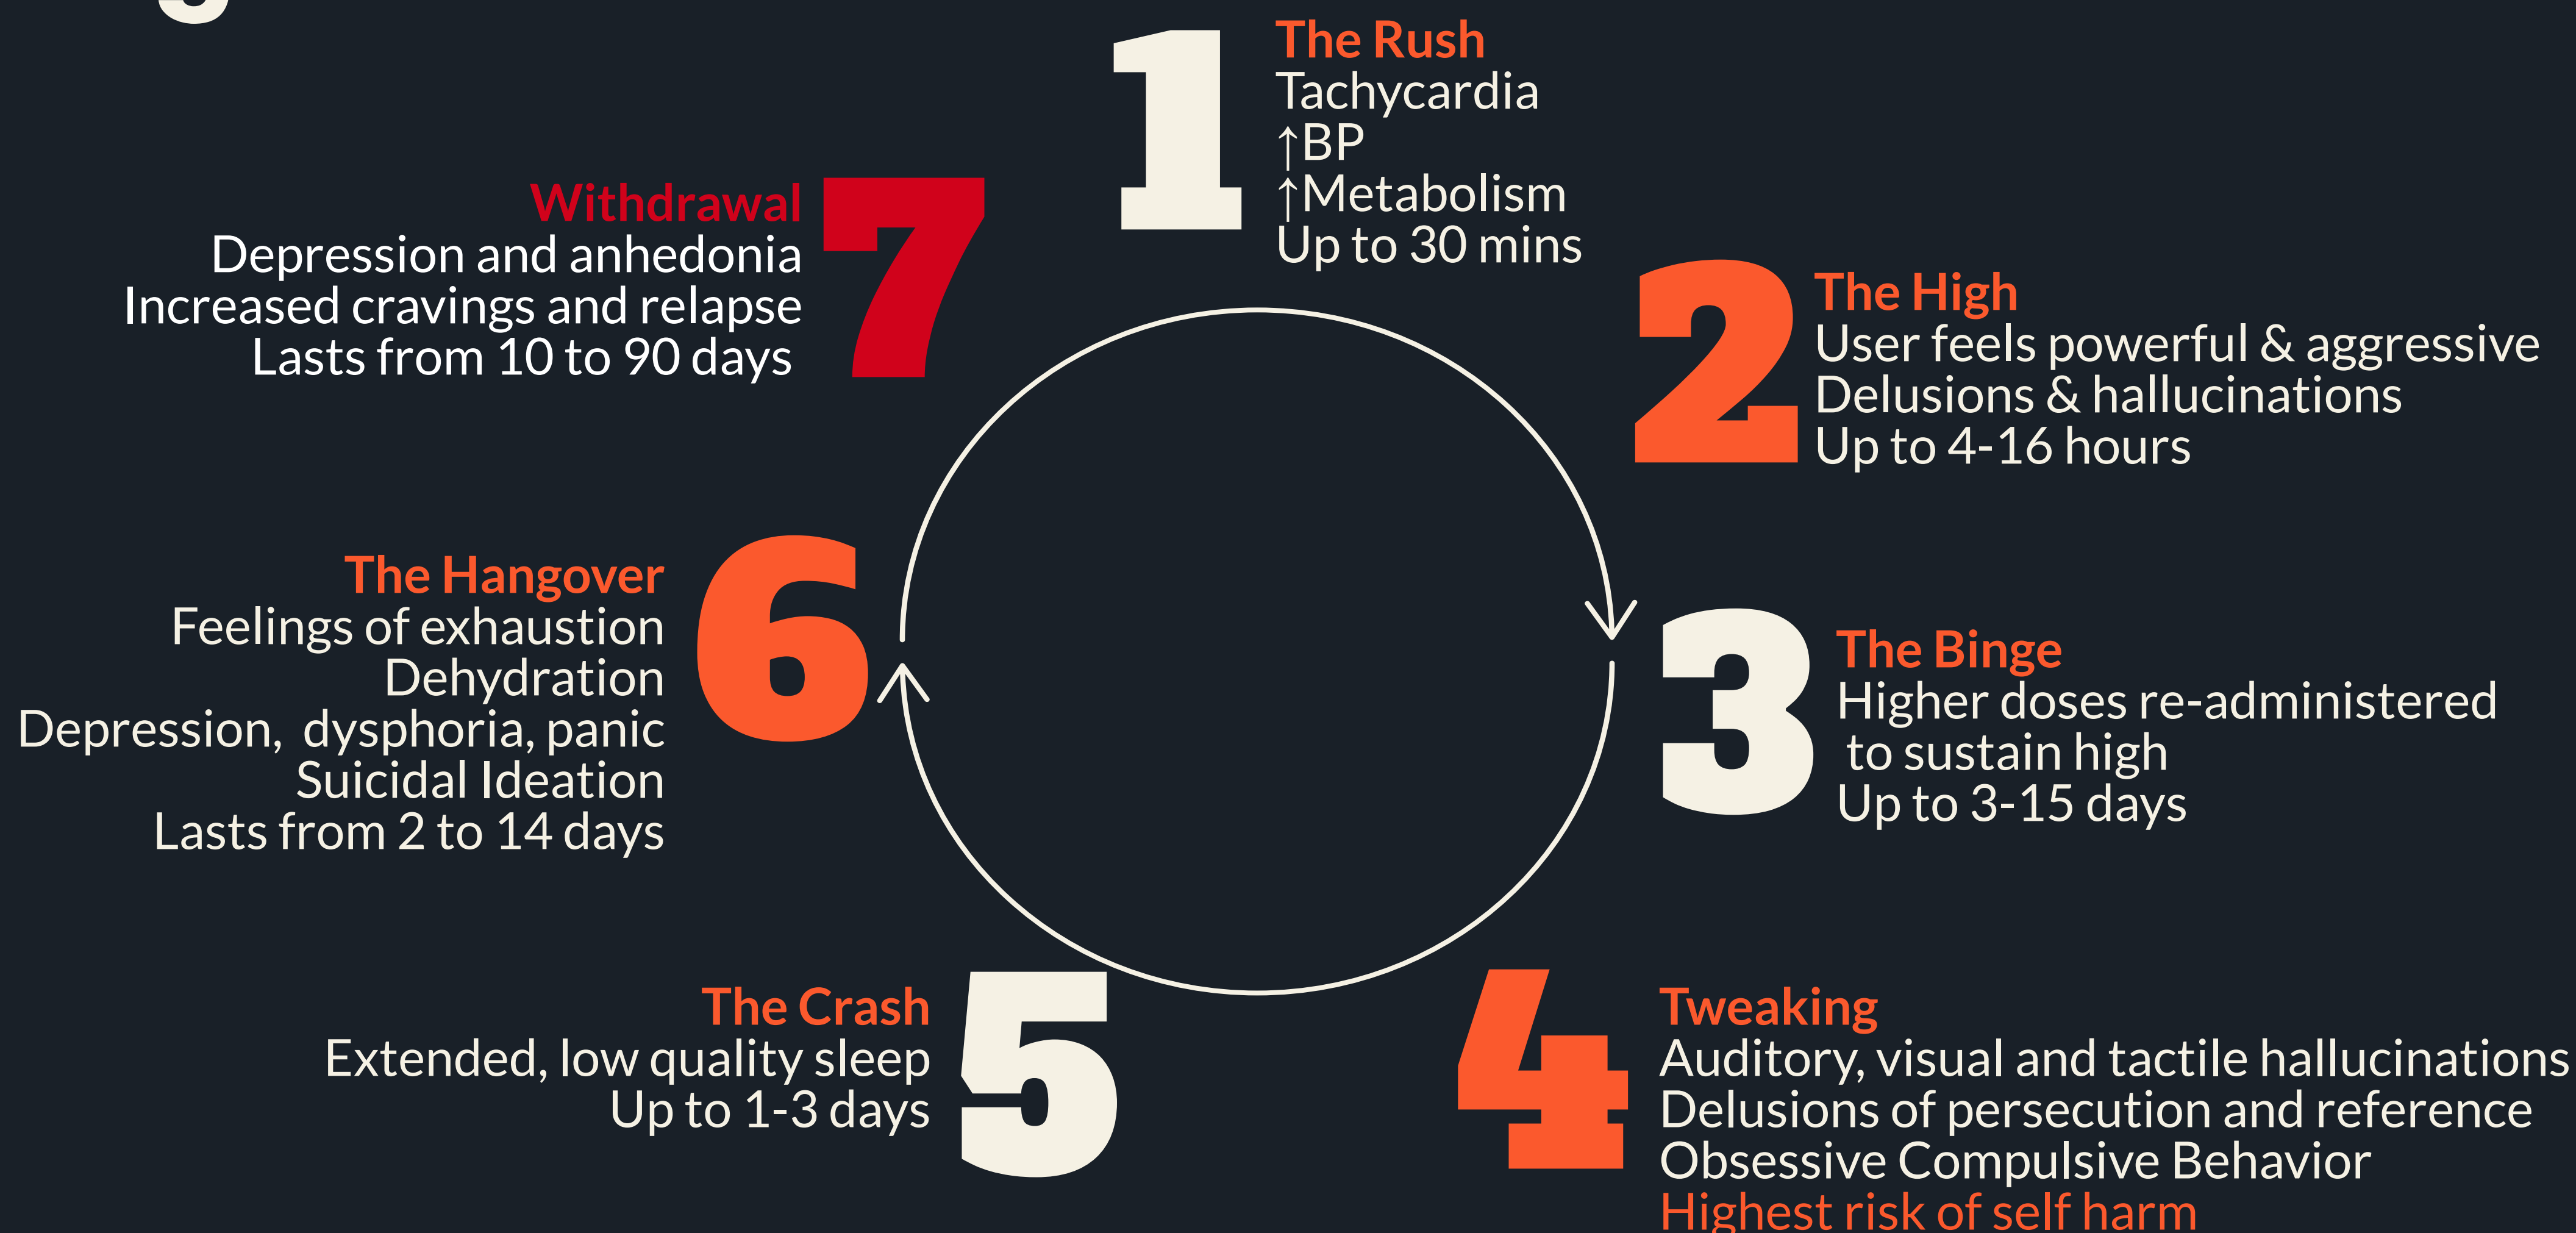 1
The Rush
Tachycardia
↑BP
↑Metabolism
Up to 30 mins
2
The High
User feels powerful & aggressive
Delusions & hallucinations
Up to 4-16 hours
3
The Binge
Higher doses re-administered
to sustain high
Up to 3-15 days
4
Tweaking
Auditory, visual and tactile hallucinations
Delusions of persecution and reference
Obsessive Compulsive Behavior
Highest risk of self harm
5
The Crash
Extended, low quality sleep
Up to 1-3 days
6
The Hangover
Feelings of exhaustion
Dehydration
Depression,  dysphoria, panic
Suicidal Ideation
Lasts from 2 to 14 days
7
Withdrawal
Depression and anhedonia
Increased cravings and relapse
Lasts from 10 to 90 days